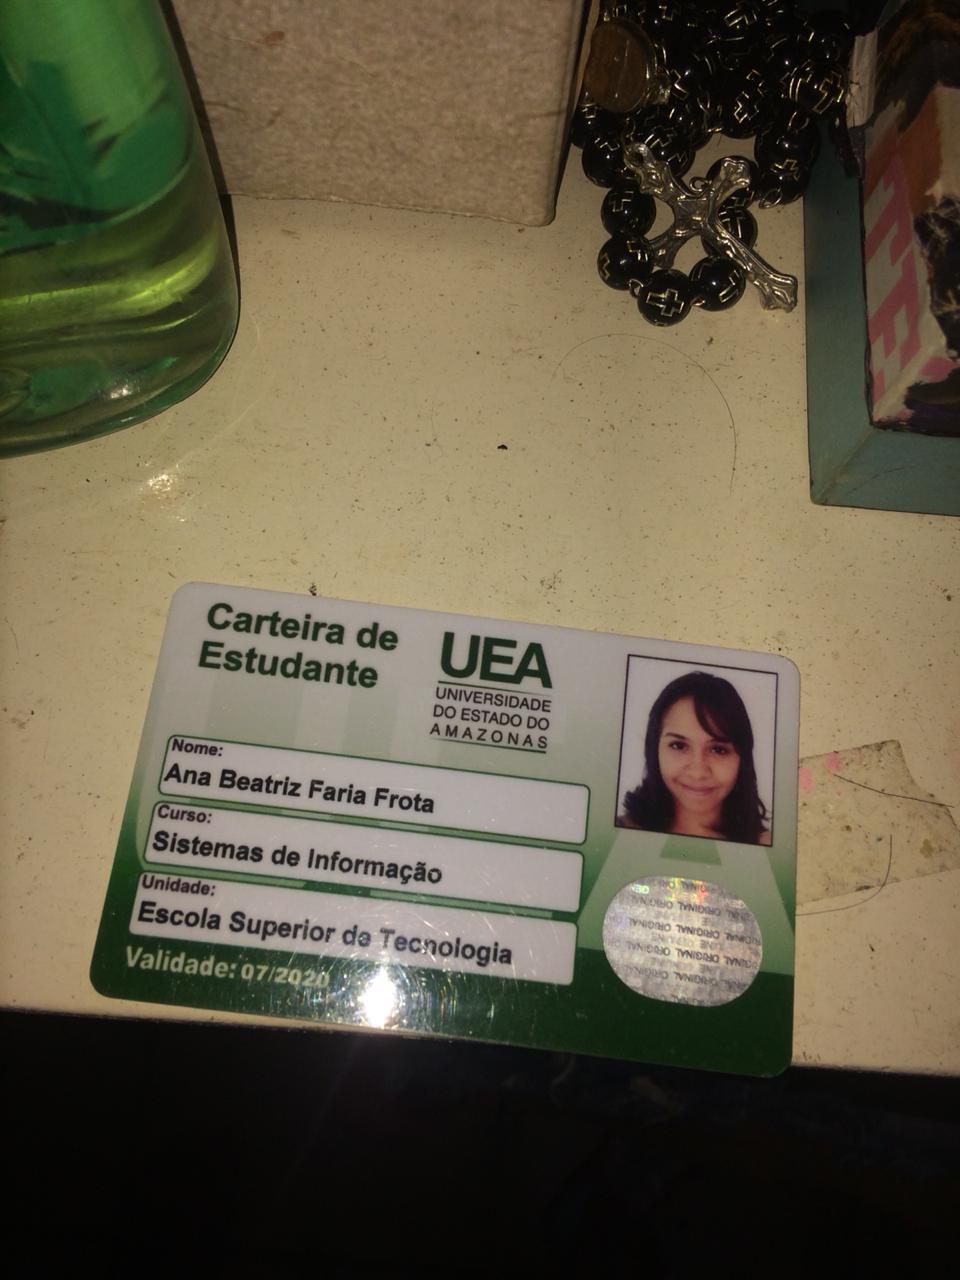 Carteira de
Estudante
UEA
UNIVERSIDADE
DO ESTADO DO
AMAZONAS
Nome:
Ana Beatriz Faria Frota
Curso:
Sistemas de Informação
Unidade:
Escola Superior de Tecnologia
Validade: 07/2020
ORIGINAL ORIGINAL